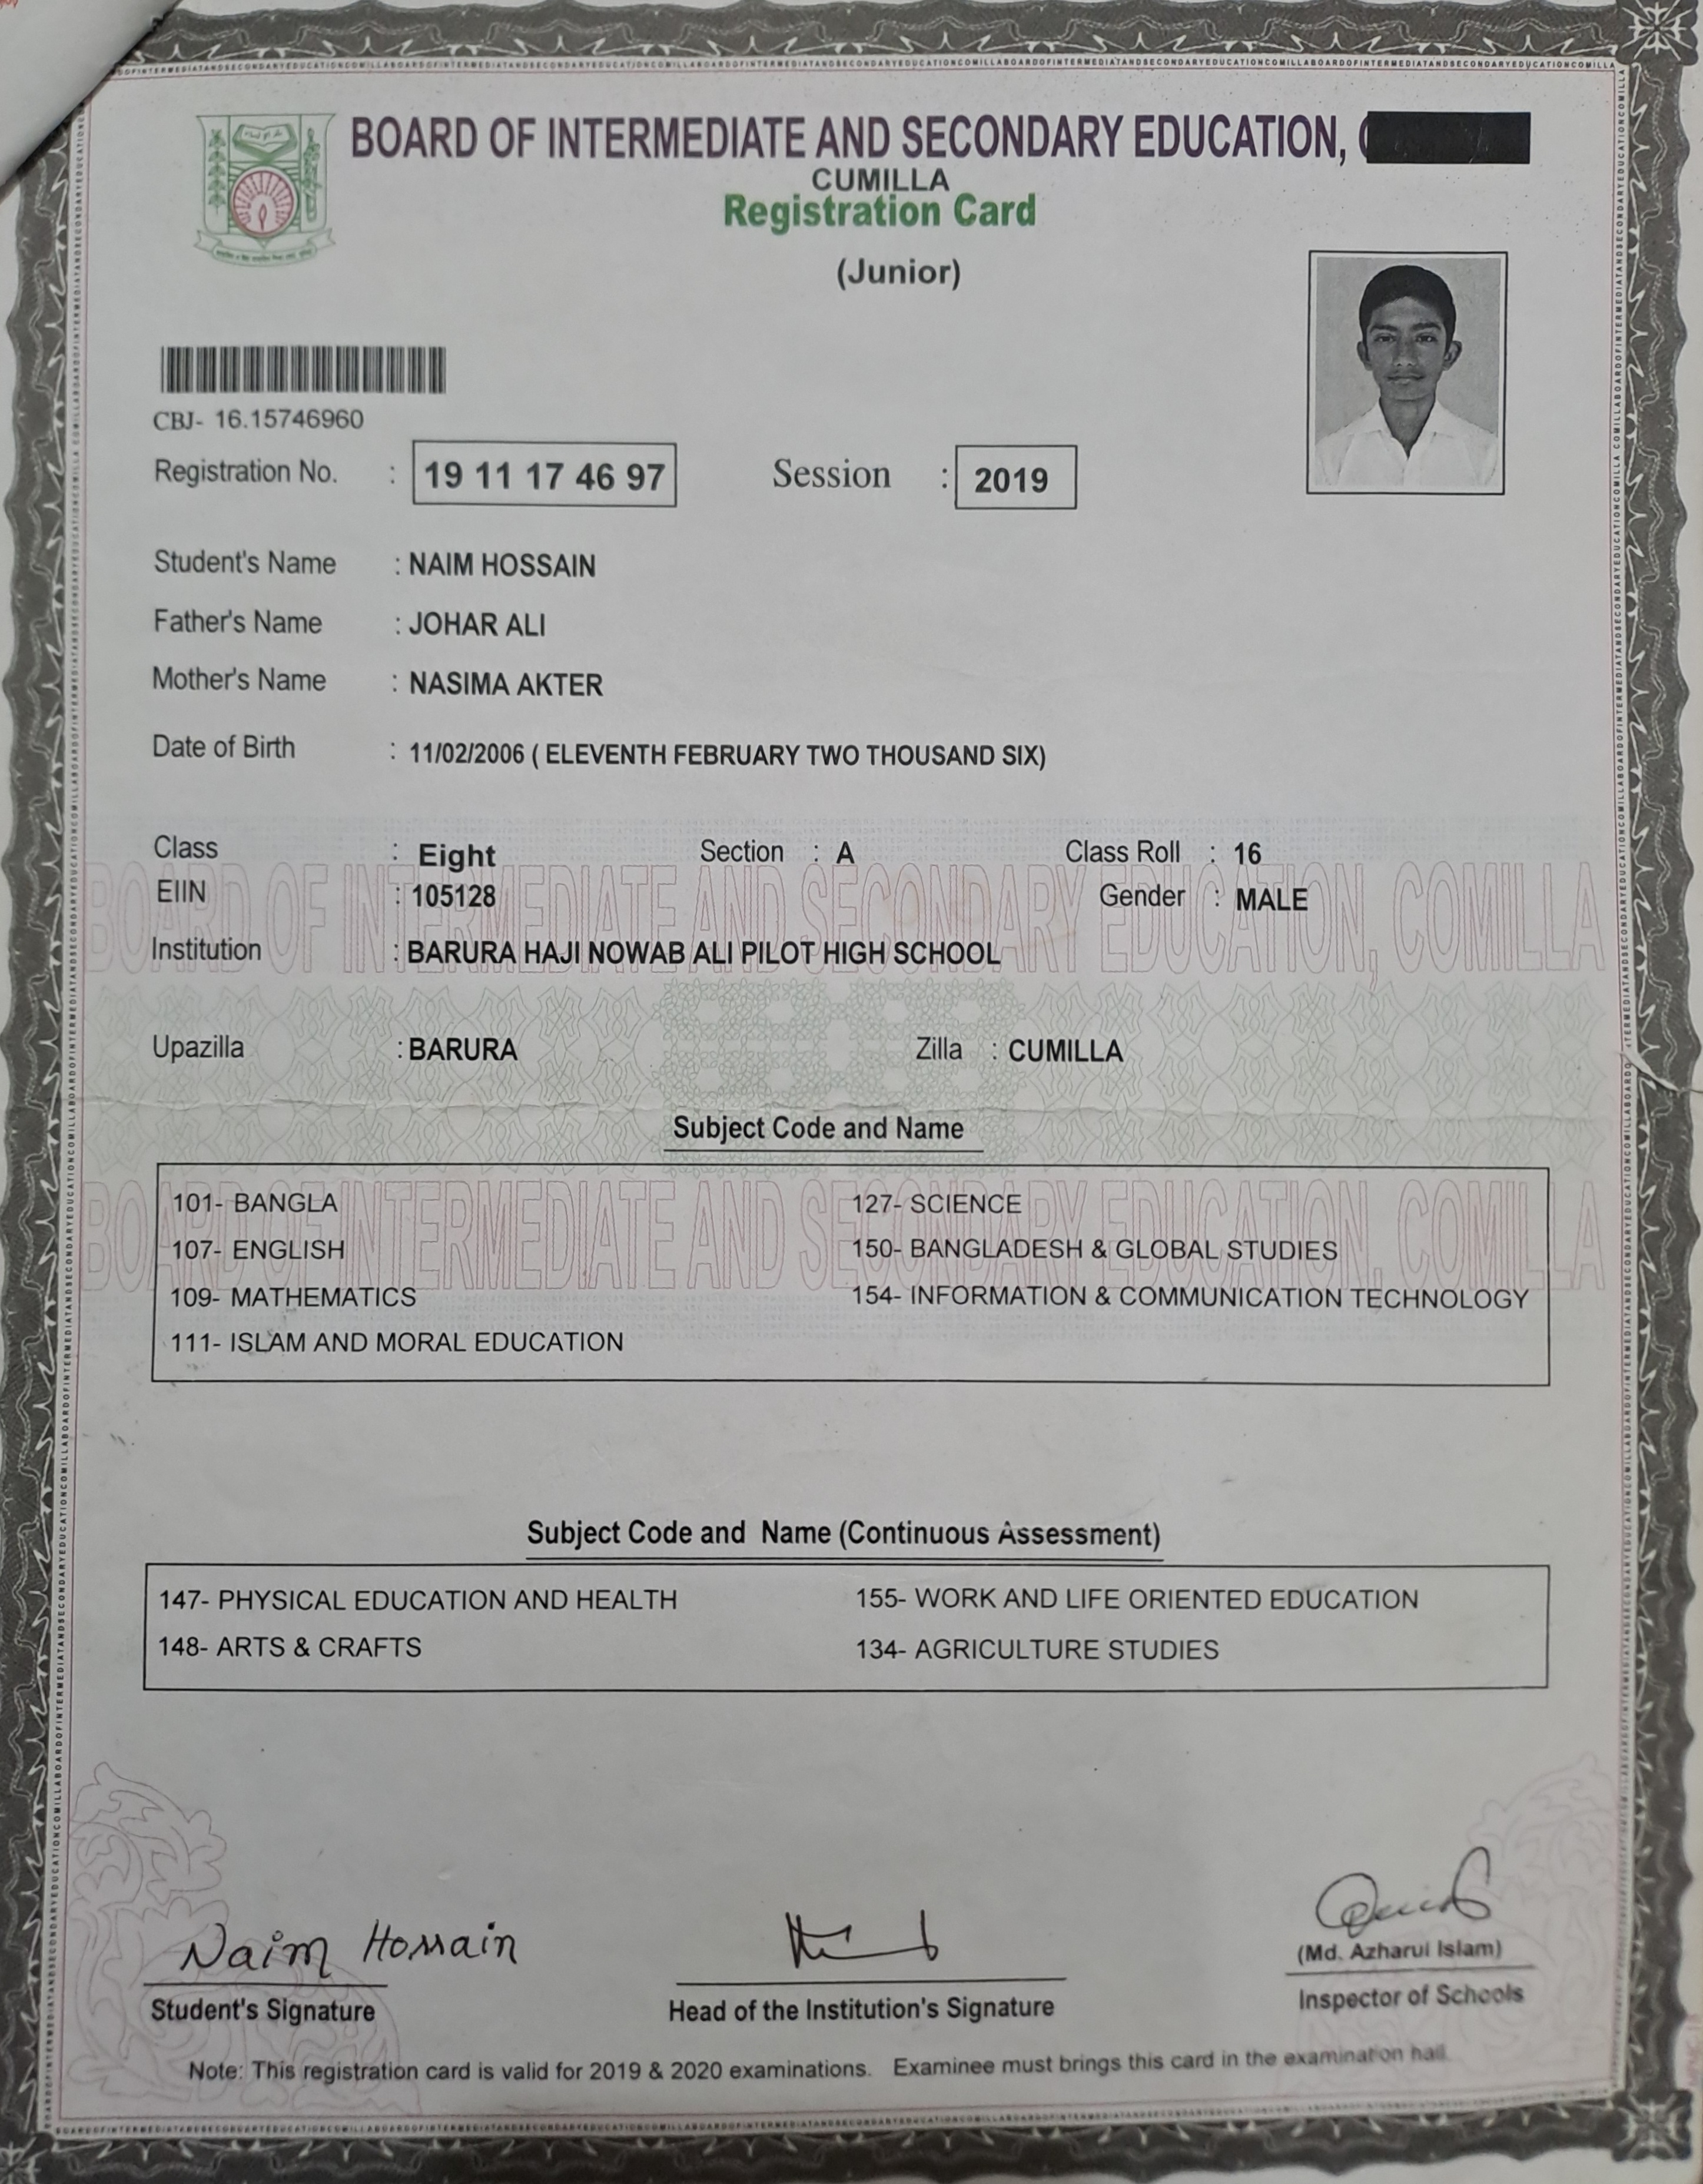 BOARD OF INTERMEDIATE AND SECONDARY EDUCATION,
CUMILLA
Registration Card
(Junior)
CBJ- 16.15746960
Registration No. : 19 11 17 46 97 Session : 2019
Student's Name : NAIM HOSSAIN
Father's Name : JOHAR ALI
Mother's Name : NASIMA AKTER
Date of Birth : 11/02/2006 ( ELEVENTH FEBRUARY TWO THOUSAND SIX)
Class : Eight Section : A Class Roll : 16
EIIN : 105128 Gender : MALE
BOARD OF INTERMEDIATE AND SECONDARY EDUCATION, COMILLA
Institution : BARURA HAJI NOWAB ALI PILOT HIGH SCHOOL
Upazilla : BARURA Zilla : CUMILLA
Subject Code and Name
101- BANGLA 127- SCIENCE
BOARD OF INTERMEDIATE AND SECONDARY EDUCATION, COMILLA
107- ENGLISH 150- BANGLADESH & GLOBAL STUDIES
109- MATHEMATICS 154- INFORMATION & COMMUNICATION TECHNOLOGY
111- ISLAM AND MORAL EDUCATION
Subject Code and Name (Continuous Assessment)
147- PHYSICAL EDUCATION AND HEALTH 155- WORK AND LIFE ORIENTED EDUCATION
148- ARTS & CRAFTS 134- AGRICULTURE STUDIES
Naim Hossain
(Md. Azharul Islam)
Student's Signature Head of the Institution's Signature Inspector of Schools
Note: This registration card is valid for 2019 & 2020 examinations. Examinee must brings this card in the examination hall.